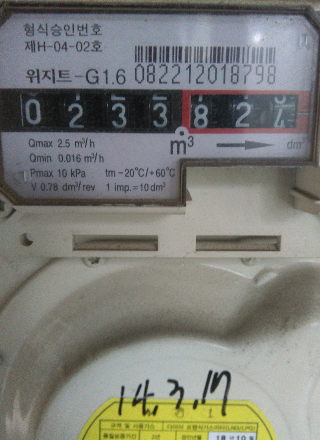 형식승인번호
제H-04-02호
위지트-G1.6 082212018798
0 2 3 3 8 2
m³ dm³
Qmax 2.5 m³/h
Qmin 0.016 m³/h
Pmax 10 kPa tm -20°C/+60°C
V 0.78 dm³/rev 1 imp.=10dm³
14,3,17